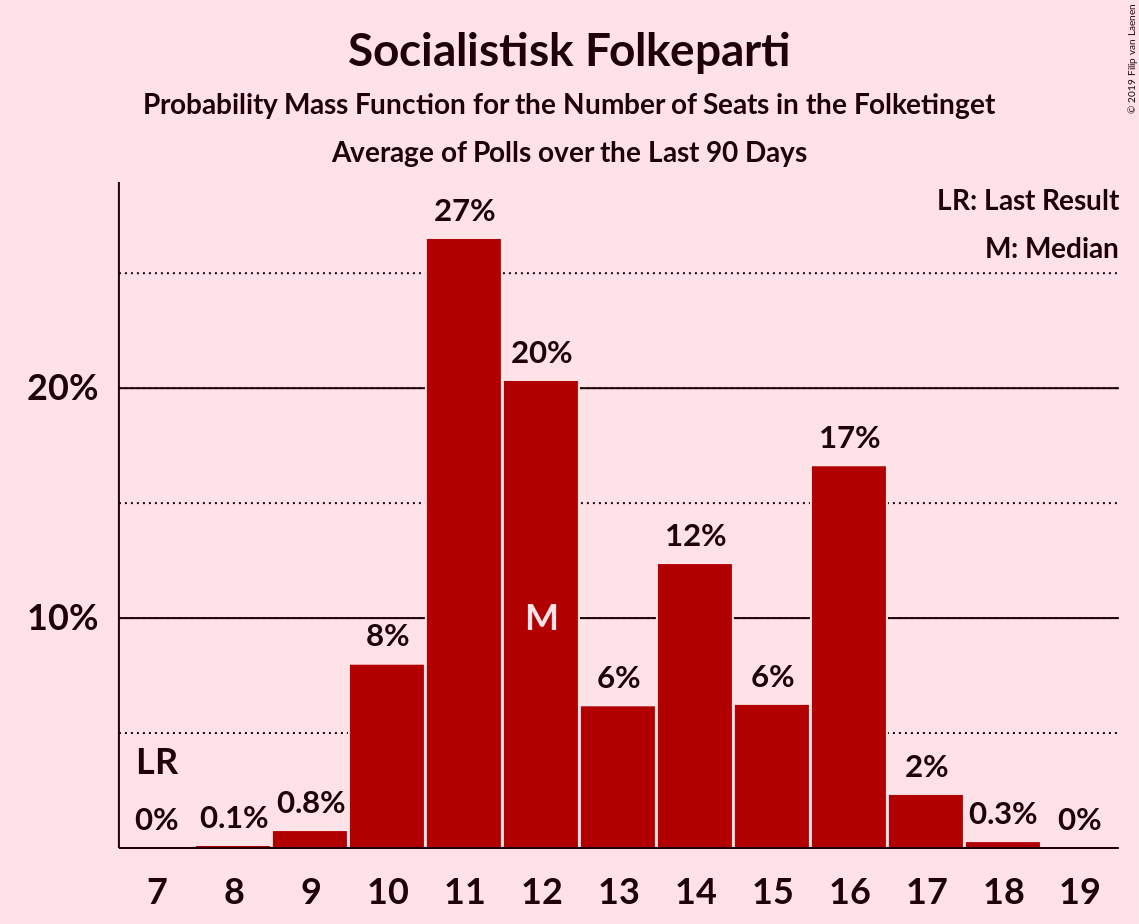 Socialistisk Folkeparti
Probability Mass Function for the Number of Seats in the Folketinget
Average of Polls over the Last 90 Days
© 2019 Filip van Laenen
LR: Last Result
M: Median
27%
20%
20%
17%
12%
10%
M
8%
6%
6%
LR
2%
0%
0.1%
0.8%
0.3%
0%
7 8 9 10 11 12 13 14 15 16 17 18 19